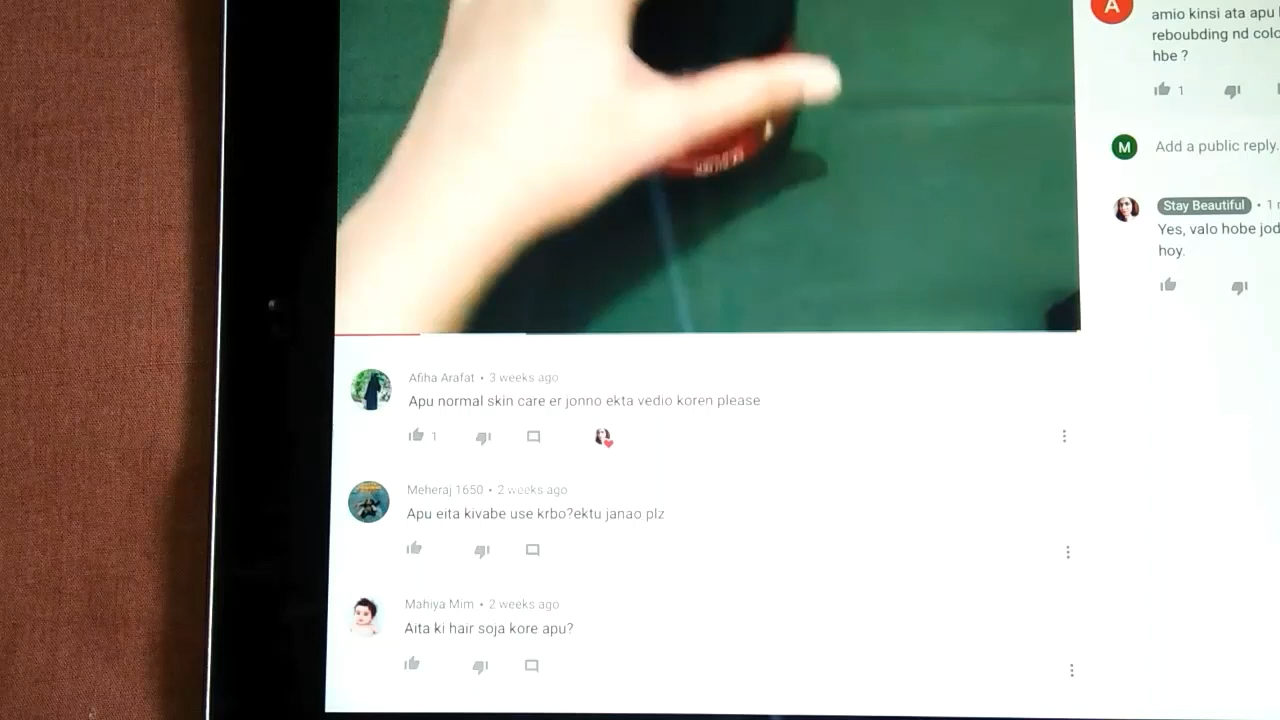 Afiha Arafat • 3 weeks ago
Apu normal skin care er jonno ekta vedio koren please
1
Meheraj 1650 • 2 weeks ago
Apu eita kivabe use krbo?ektu janao plz
Mahiya Mim • 2 weeks ago
Aita ki hair soja kore apu?
A
amio kinsi ata apu
reboubding nd colo
hbe ?
1
M
Add a public reply.
Stay Beautiful • 1
Yes, valo hobe jod
hoy.